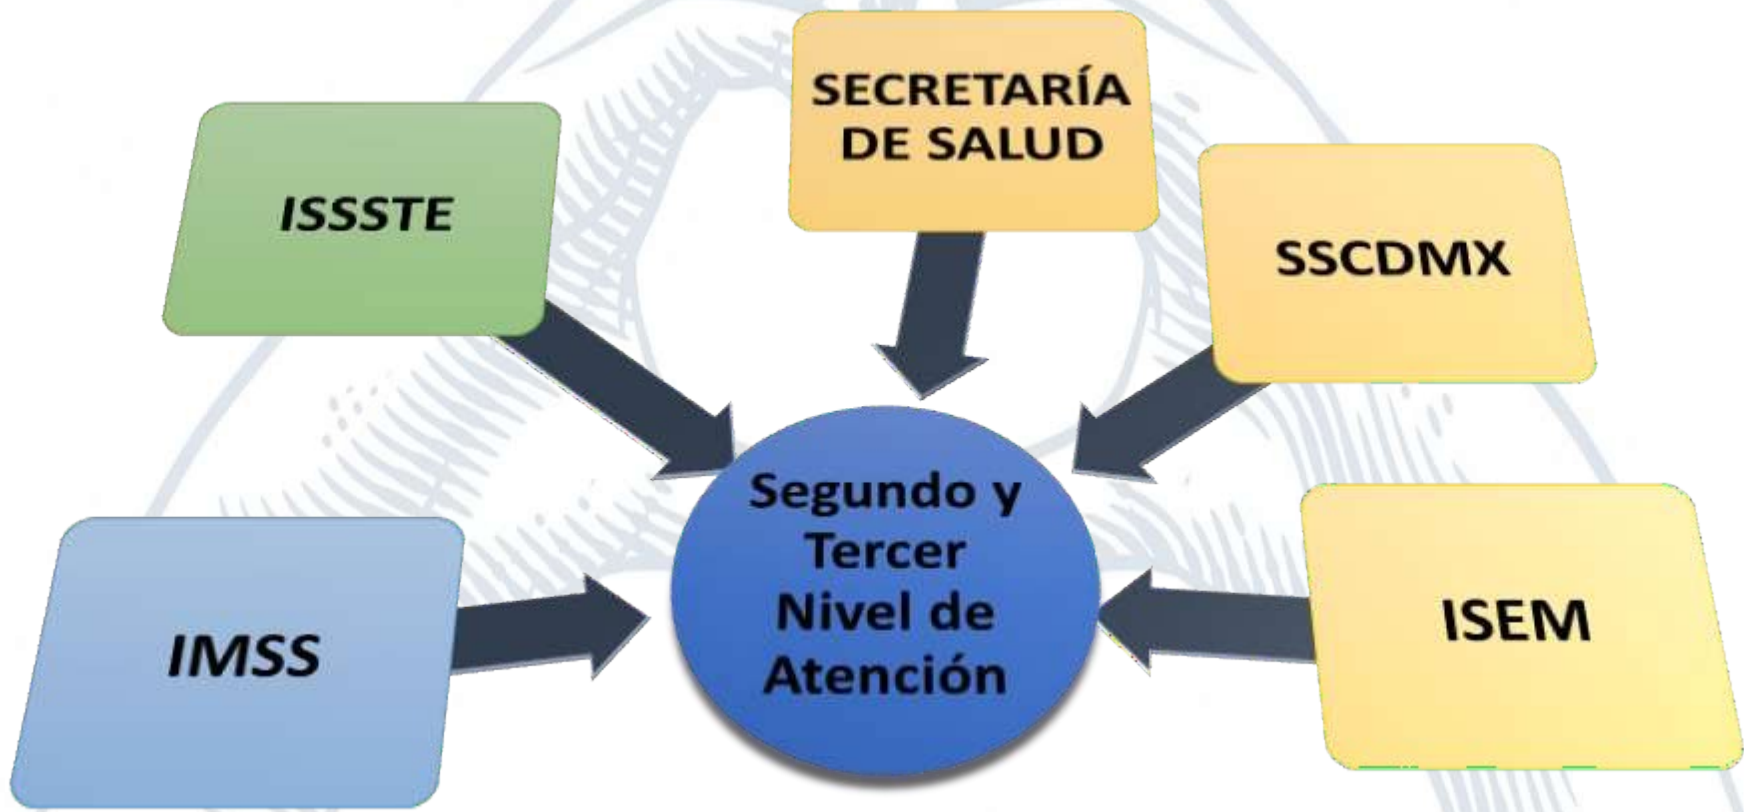 SECRETARÍA
DE SALUD
ISSSTE
SSCDMX
Segundo y
Tercer
Nivel de
Atención
IMSS
ISEM